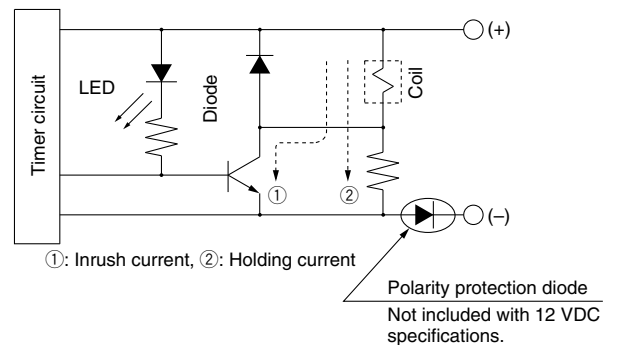 (+)
LED
Diode
Coil
Timer circuit
①
②
(–)
①: Inrush current, ②: Holding current
Polarity protection diode
Not included with 12 VDC
specifications.